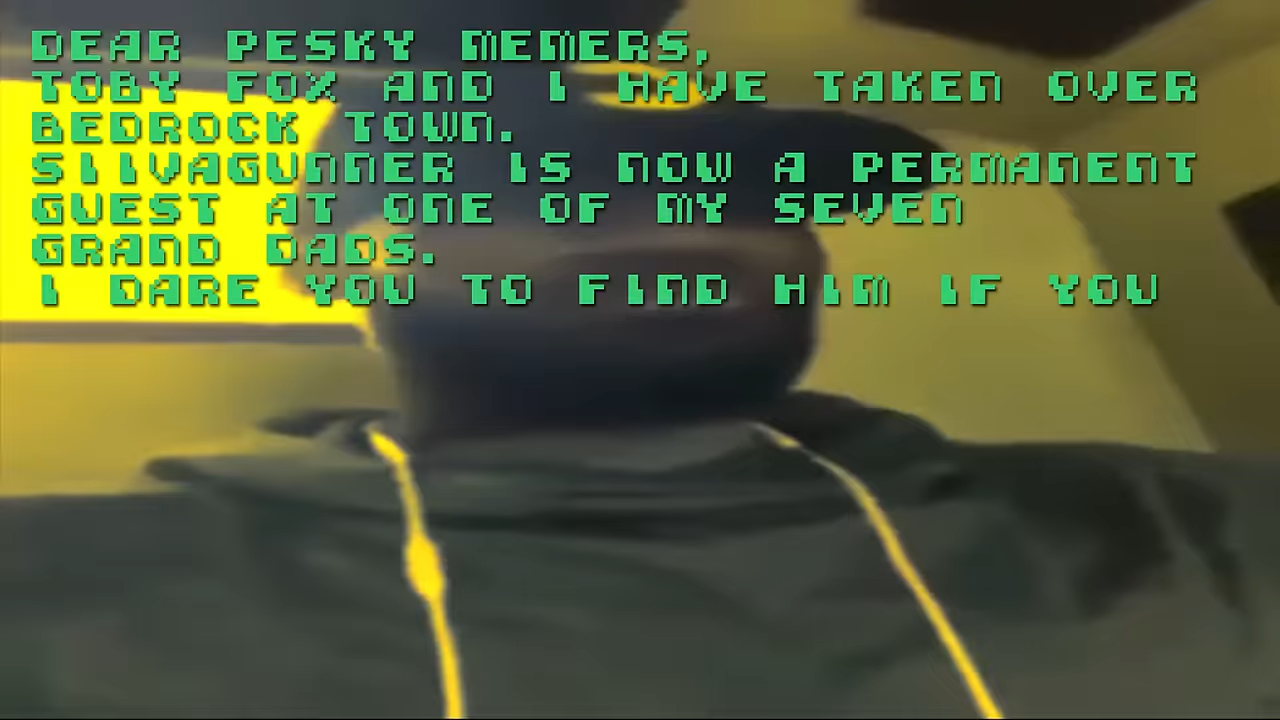 DEAR PESKY MEMERS,
TOBY FOX AND I HAVE TAKEN OVER
BEDROCK TOWN.
SIIVAGUNNER IS NOW A PERMANENT
GUEST AT ONE OF MY SEVEN
GRAND DADS.
I DARE YOU TO FIND HIM IF YOU